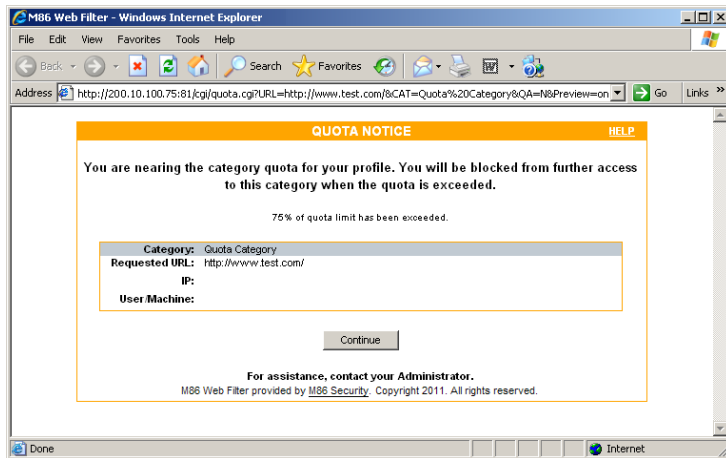 M86 Web Filter - Windows Internet Explorer
File Edit View Favorites Tools Help
Back Search Favorites
Address http://200.10.100.75:81/cgi/quota.cgi?URL=http://www.test.com/&CAT=Quota%20Category&QA=N&Preview=on Go Links »
QUOTA NOTICE HELP
You are nearing the category quota for your profile. You will be blocked from further access
to this category when the quota is exceeded.
75% of quota limit has been exceeded.
Category: Quota Category
Requested URL: http://www.test.com/
IP:
User/Machine:
Continue
For assistance, contact your Administrator.
M86 Web Filter provided by M86 Security. Copyright 2011. All rights reserved.
Done Internet